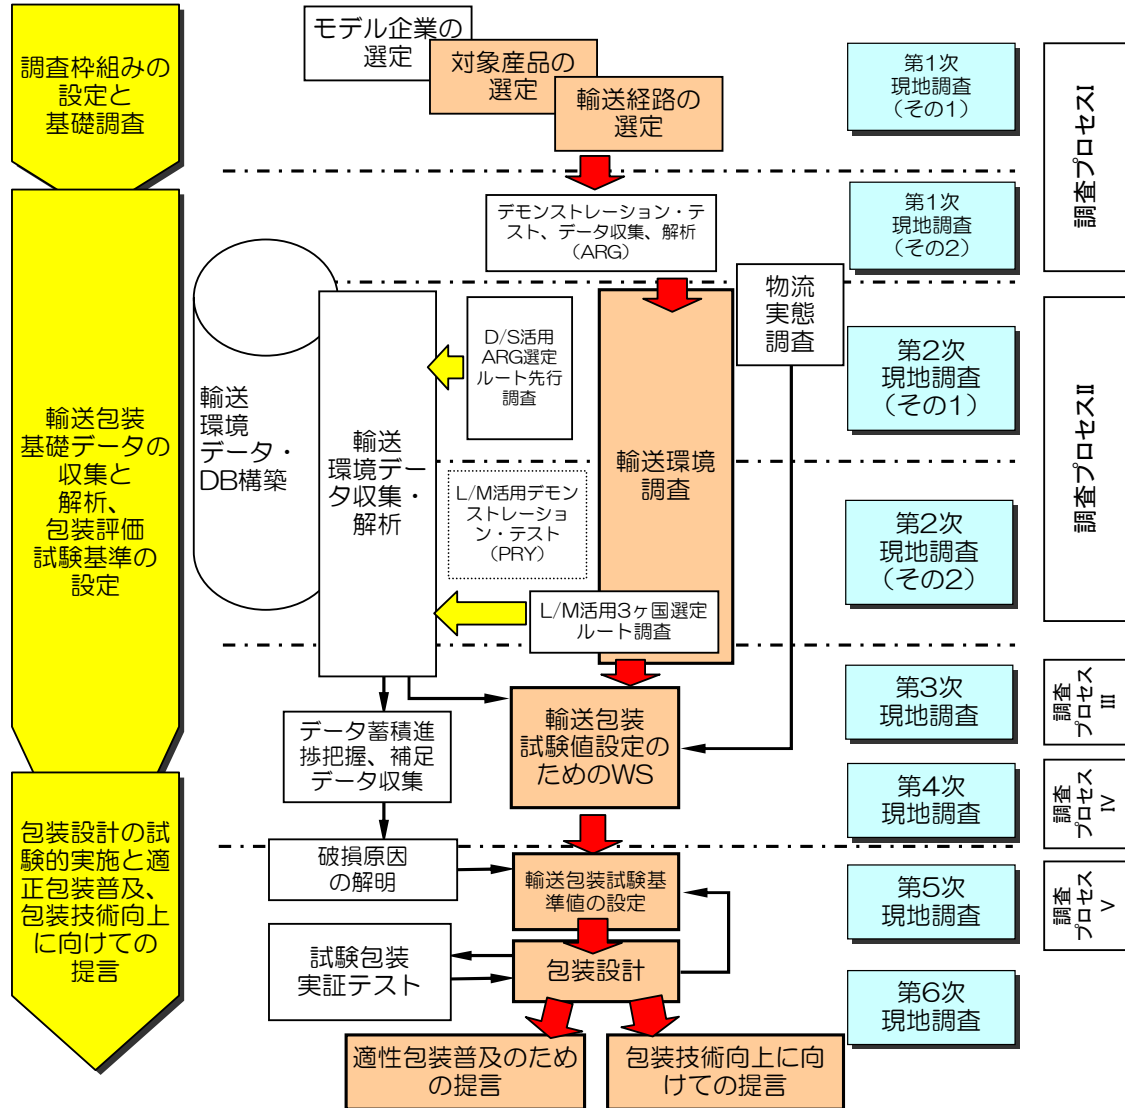 調査枠組みの
設定と
基礎調査
輸送包装
基礎データの
収集と
解析、
包装評価
試験基準の
設定
包装設計の試
験的実施と適
正包装普及、
包装技術向上
に向けての
提言
モデル企業の
選定
対象産品の
選定
輸送経路の
選定
デモンストレーション・テ
スト、データ収集、解析
（ARG）
物流
実態
調査
D/S活用
ARG選定
ルート先行
調査
輸送
環境
データ・
DB構築
輸送
環境デー
タ収集・
解析
輸送環境
調査
L/M活用デモン
ストレーショ
ン・テスト
（PRY）
L/M活用3ヶ国選定
ルート調査
輸送包装
試験値設定の
ためのWS
データ蓄積進
捗把握、補足
データ収集
破損原因
の解明
輸送包装試験基
準値の設定
試験包装
実証テスト
包装設計
適性包装普及のため
の提言
包装技術向上に向
けての提言
第1次
現地調査
（その1）
第1次
現地調査
（その2）
第2次
現地調査
（その1）
第2次
現地調査
（その2）
第3次
現地調査
第4次
現地調査
第5次
現地調査
第6次
現地調査
調査プロセスI
調査プロセスII
調査
プロセス
III
調査
プロセス
IV
調査
プロセス
V